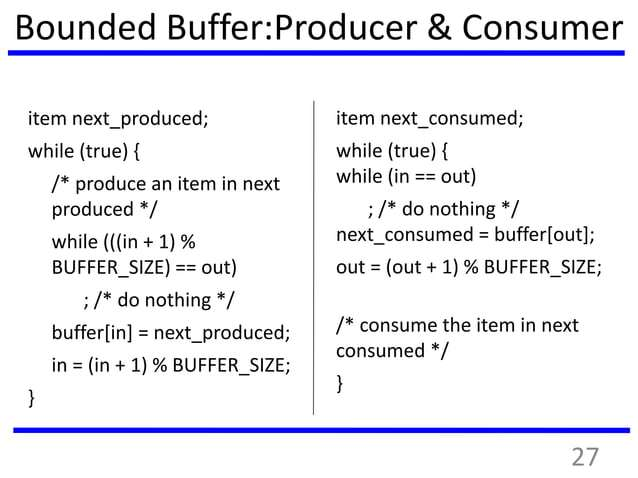 Bounded Buffer:Producer & Consumer
item next_produced;
while (true) {
/* produce an item in next
produced */
while (((in + 1) %
BUFFER_SIZE) == out)
; /* do nothing */
buffer[in] = next_produced;
in = (in + 1) % BUFFER_SIZE;
}
item next_consumed;
while (true) {
while (in == out)
; /* do nothing */
next_consumed = buffer[out];
out = (out + 1) % BUFFER_SIZE;
/* consume the item in next
consumed */
}
27